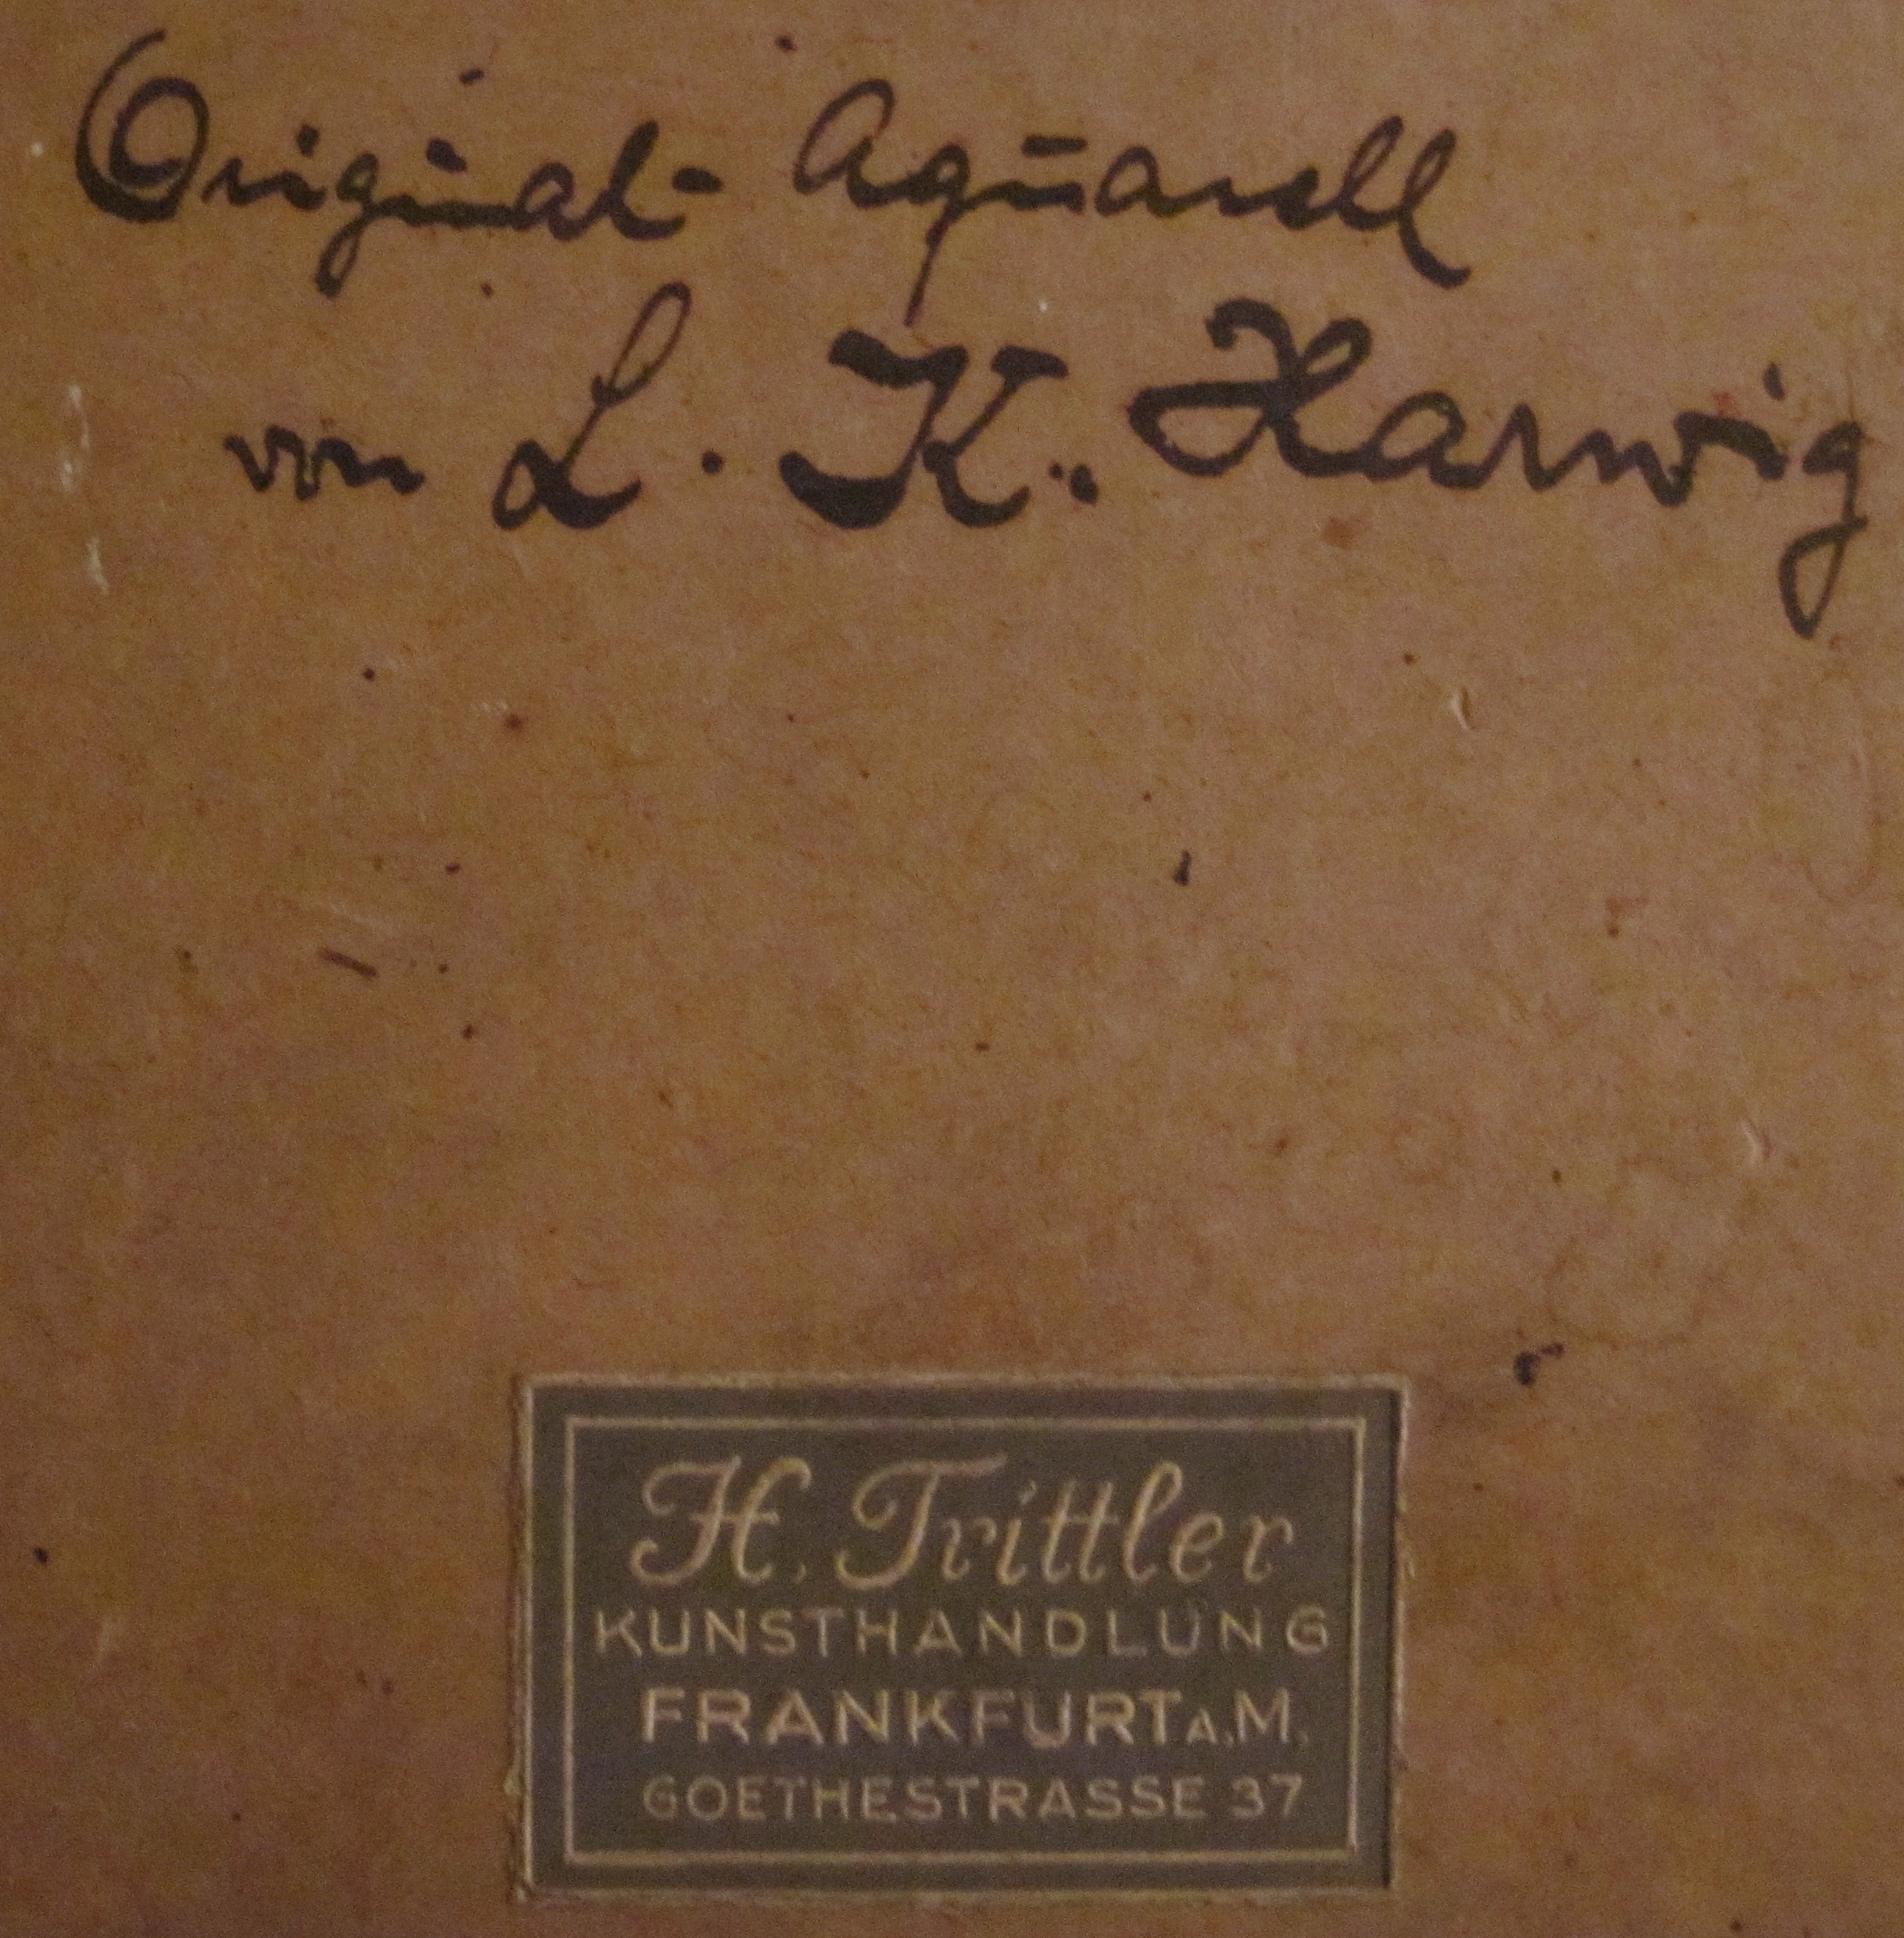 Original-Aquarell
von L. K. Harwig
H. Trittler
KUNSTHANDLUNG
FRANKFURT A.M.
GOETHESTRASSE 37